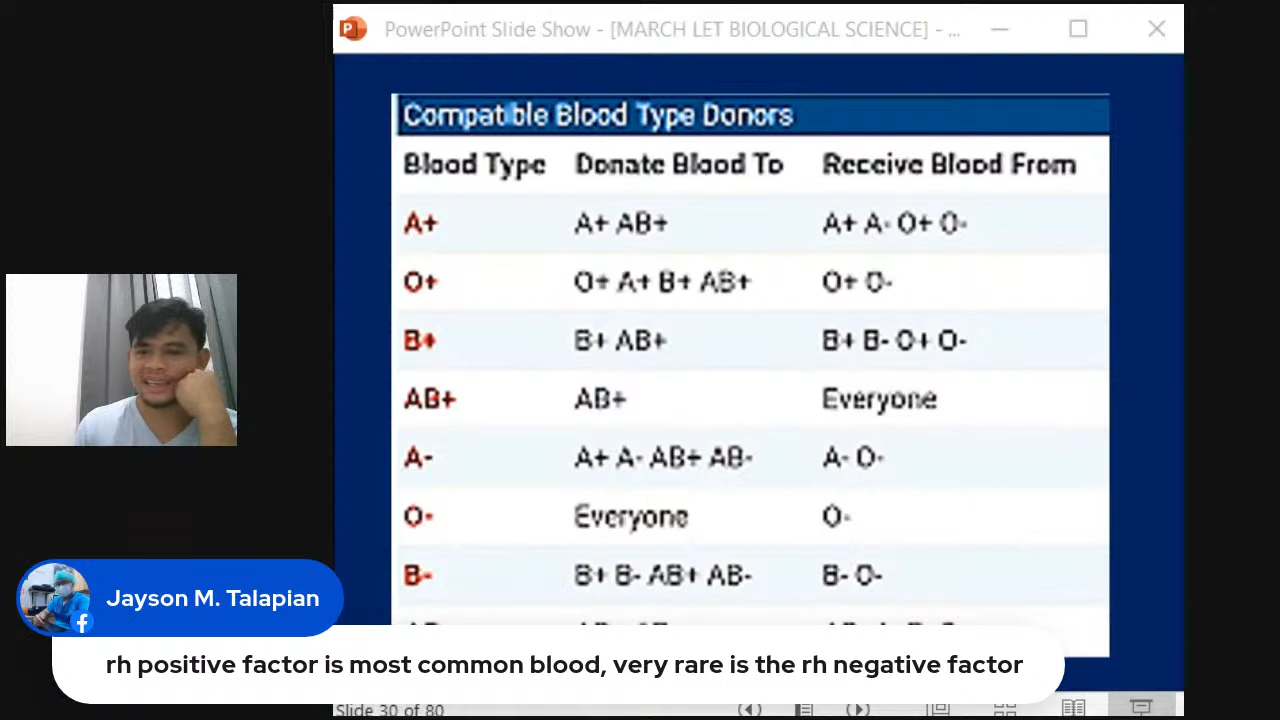 PowerPoint Slide Show - [MARCH LET BIOLOGICAL SCIENCE] - ...
Compatible Blood Type Donors
Blood Type Donate Blood To Receive Blood From
A+ A+ AB+ A+ A- O+ O-
O+ O+ A+ B+ AB+ O+ O-
B+ B+ AB+ B+ B- O+ O-
AB+ AB+ Everyone
A- A+ A- AB+ AB- A- O-
O- Everyone O-
B- B+ B- AB+ AB- B- O-
Jayson M. Talapian
rh positive factor is most common blood, very rare is the rh negative factor
Slide 30 of 80